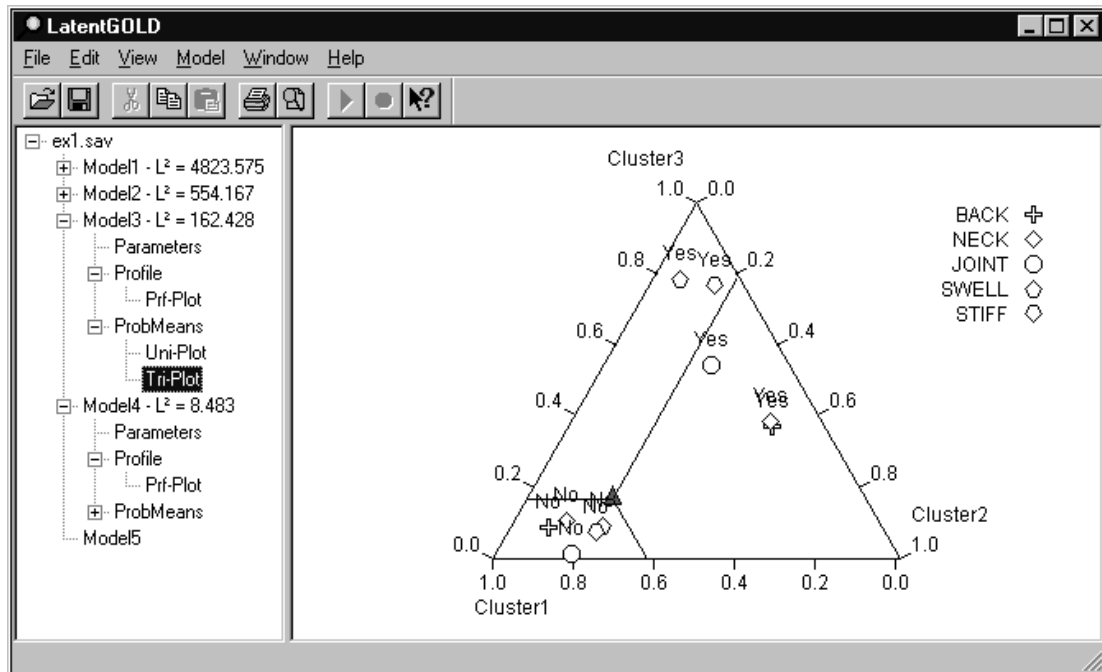 LatentGOLD
File Edit View Model Window Help
ex1.sav
Model1 - L² = 4823.575
Model2 - L² = 554.167
Model3 - L² = 162.428
Parameters
Profile
Prf-Plot
ProbMeans
Uni-Plot
Tri-Plot
Model4 - L² = 8.483
Parameters
Profile
Prf-Plot
ProbMeans
Model5
Cluster3
1.0 0.0
BACK
NECK
JOINT
SWELL
STIFF
Yes Yes
0.8 0.2
0.6 Yes 0.4
0.4 Yes Yes 0.6
0.2 0.8
No No No No
No
Cluster2
0.0 1.0
1.0 0.8 0.6 0.4 0.2 0.0
Cluster1